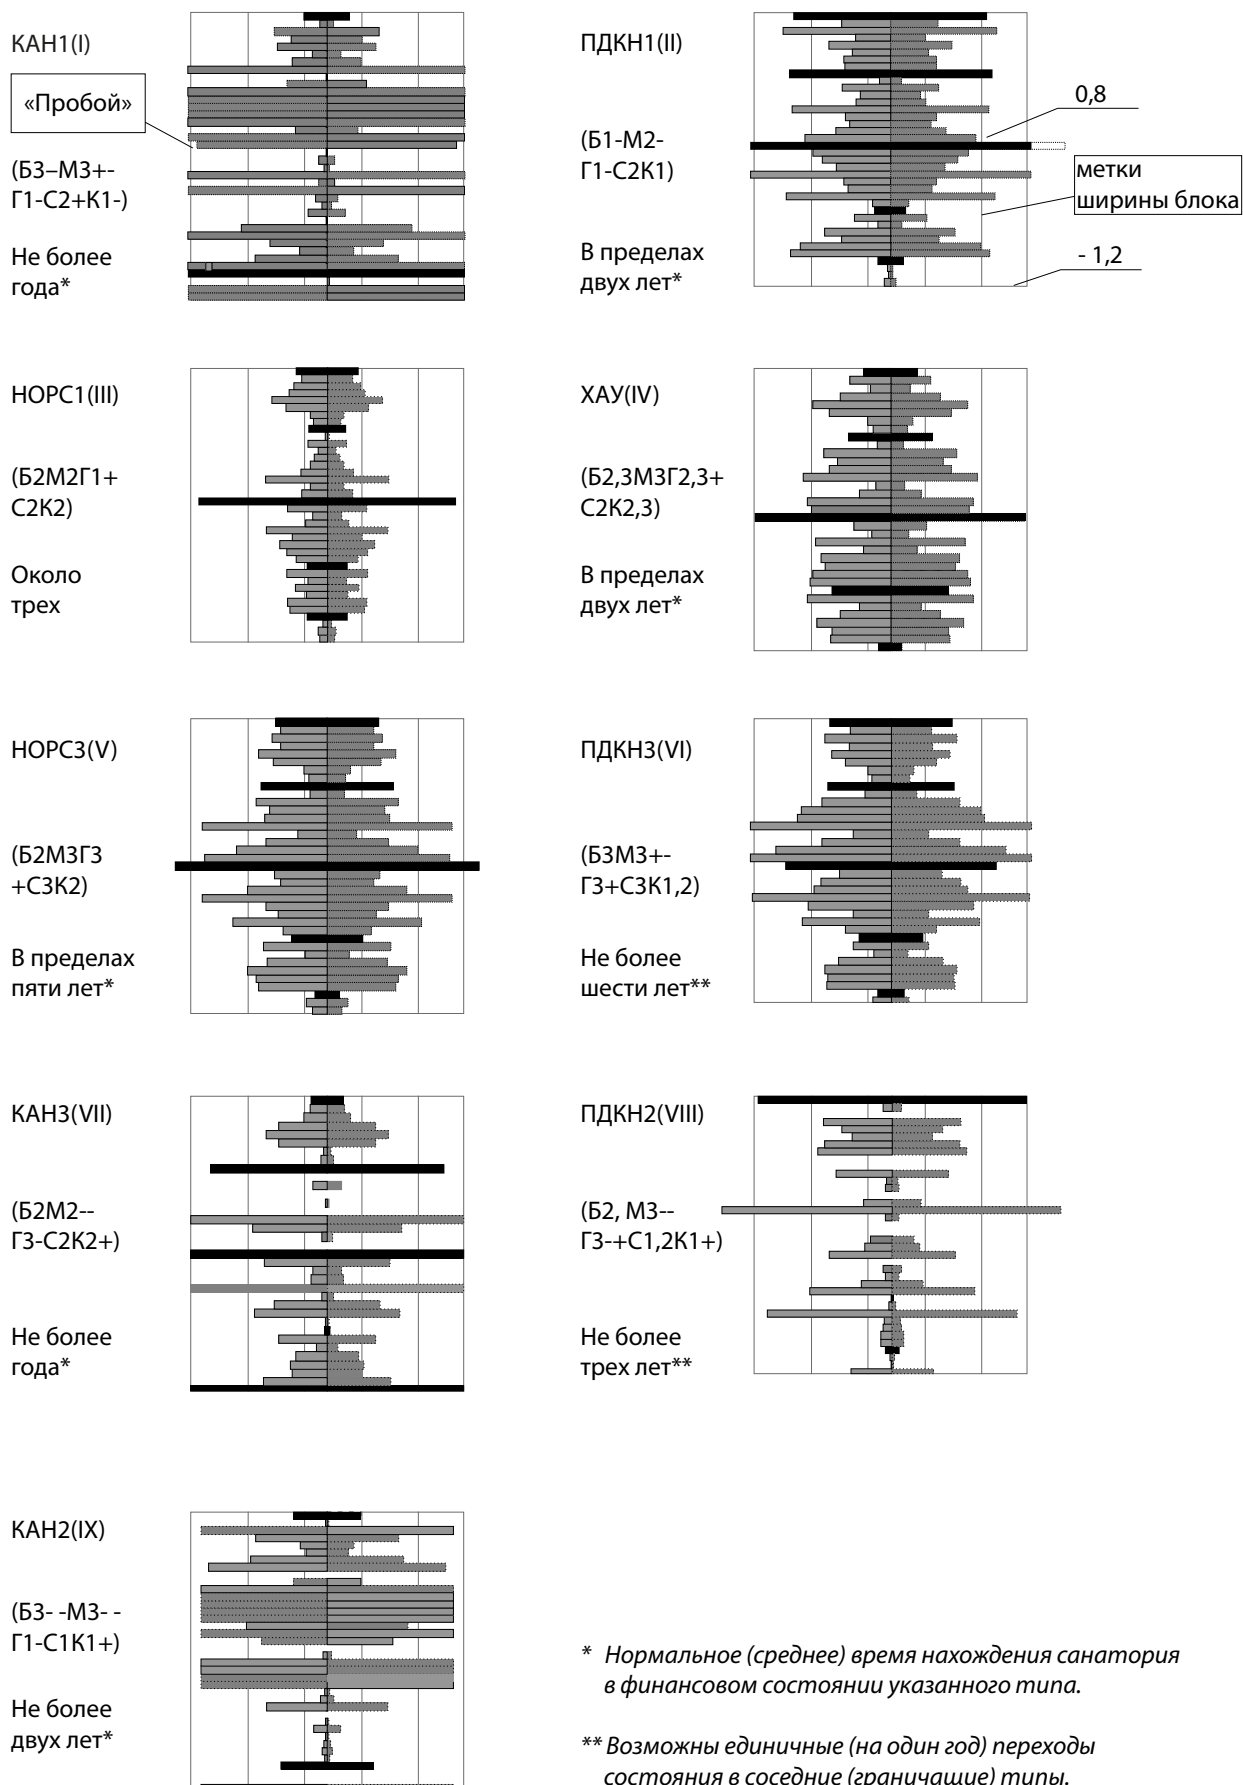 КАН1(I)
«Пробой»
(Б3–М3+-
Г1-С2+К1-)
Не более
года*
ПДКН1(II)
(Б1-М2-
Г1-С2К1)
В пределах
двух лет*
0,8
метки
ширины блока
- 1,2
НОРС1(III)
(Б2М2Г1+
С2К2)
Около
трех
ХАУ(IV)
(Б2,3М3Г2,3+
С2К2,3)
В пределах
двух лет*
НОРС3(V)
(Б2М3Г3
+С3К2)
В пределах
пяти лет*
ПДКН3(VI)
(Б3М3+-
Г3+С3К1,2)
Не более
шести лет**
КАН3(VII)
(Б2М2--
Г3-С2К2+)
Не более
года*
ПДКН2(VIII)
(Б2, М3--
Г3-+С1,2К1+)
Не более
трех лет**
КАН2(IX)
(Б3- -М3- -
Г1-С1К1+)
Не более
двух лет*
* Нормальное (среднее) время нахождения санатория
в финансовом состоянии указанного типа.
** Возможны единичные (на один год) переходы
состояния в соседние (граничащие) типы.